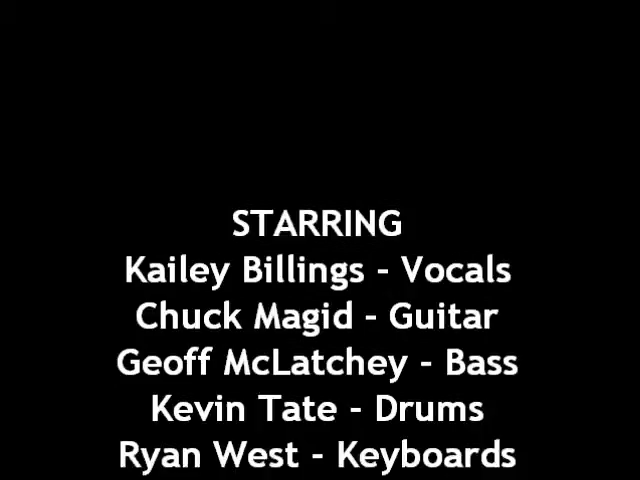 STARRING
Kailey Billings - Vocals
Chuck Magid - Guitar
Geoff McLatchey - Bass
Kevin Tate - Drums
Ryan West - Keyboards